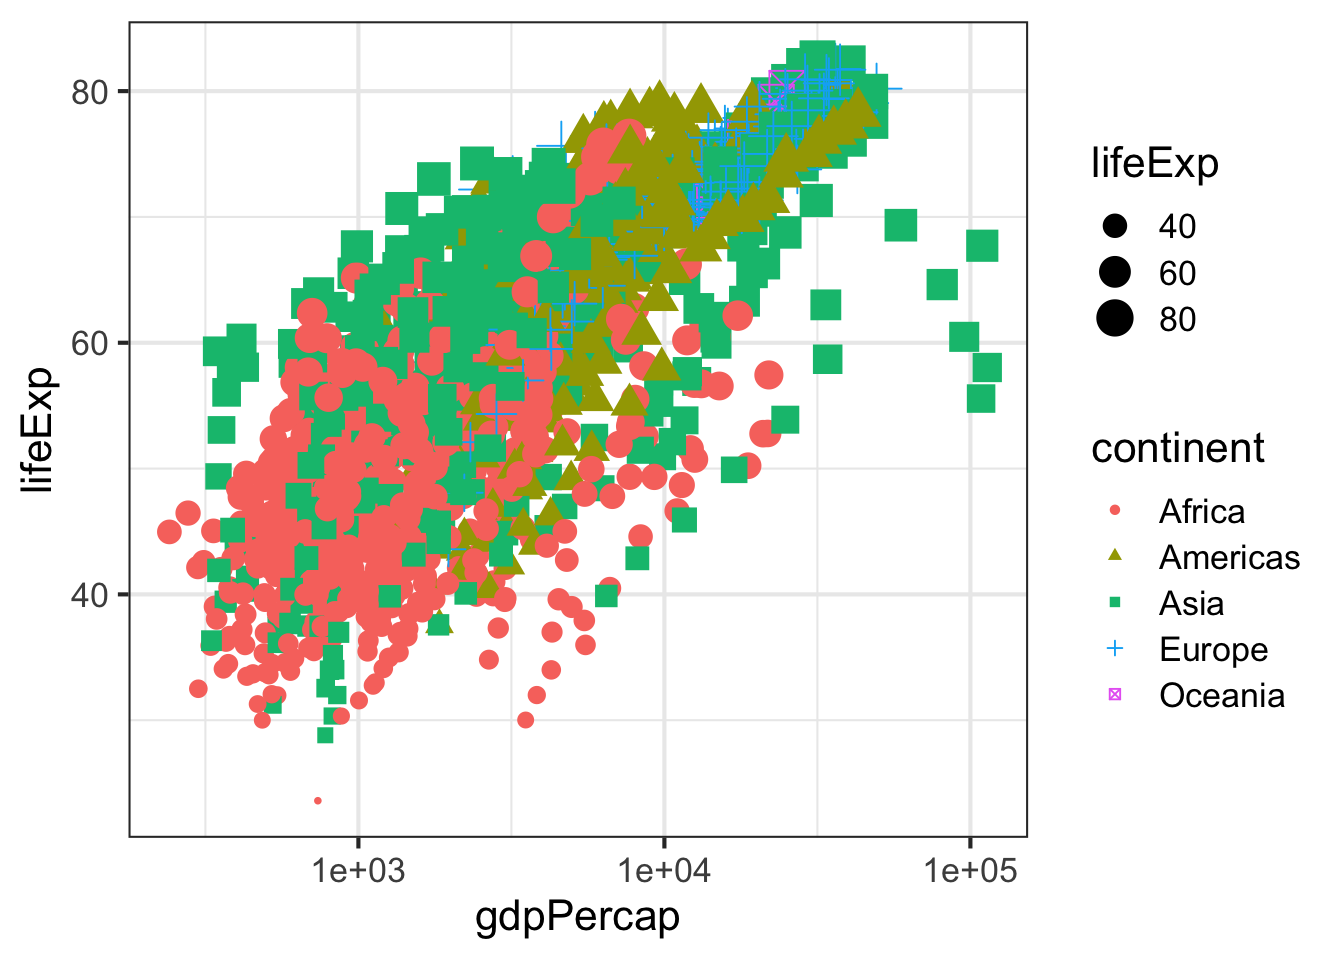 80
60
40
lifeExp
1e+03
1e+04
1e+05
gdpPercap
lifeExp
40
60
80
continent
Africa
Americas
Asia
Europe
Oceania